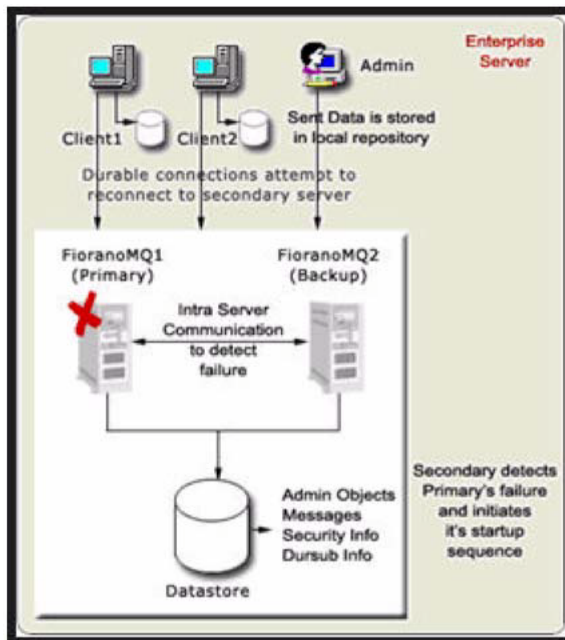 Enterprise
Server
Admin
Client1
Client2
Sent Data is stored
in local repository
Durable connections attempt to
reconnect to secondary server
FioranoMQ1
(Primary)
FioranoMQ2
(Backup)
Intra Server
Communication
to detect
failure
Secondary detects
Primary's failure
and initiates
it's startup
sequence
Admin Objects
Messages
Security Info
Dursub Info
Datastore